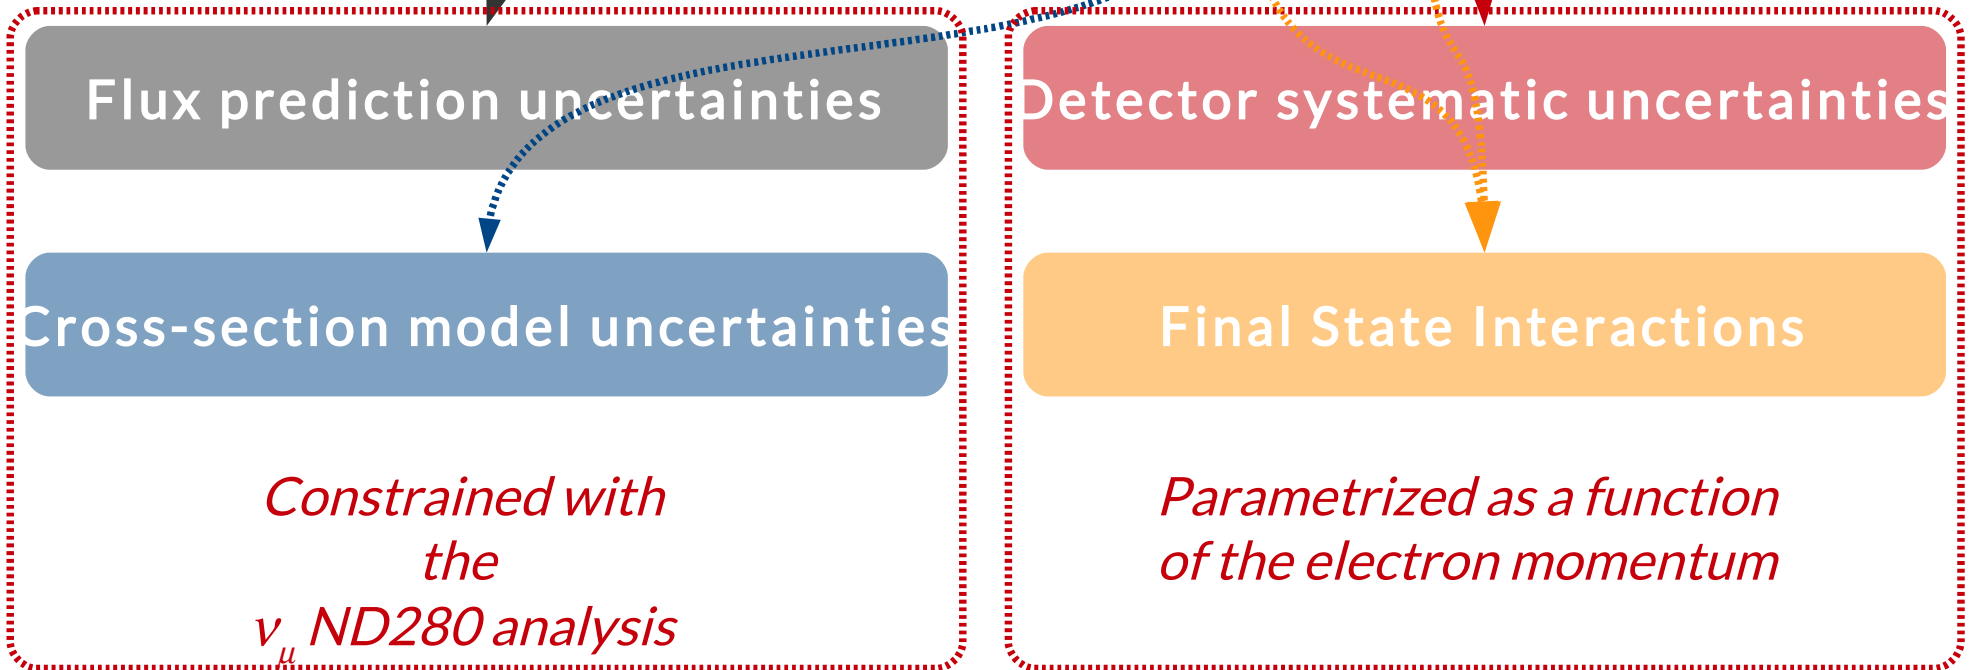 Flux prediction uncertainties
Cross-section model uncertainties
Constrained with
the
νμ ND280 analysis
Detector systematic uncertainties
Final State Interactions
Parametrized as a function
of the electron momentum